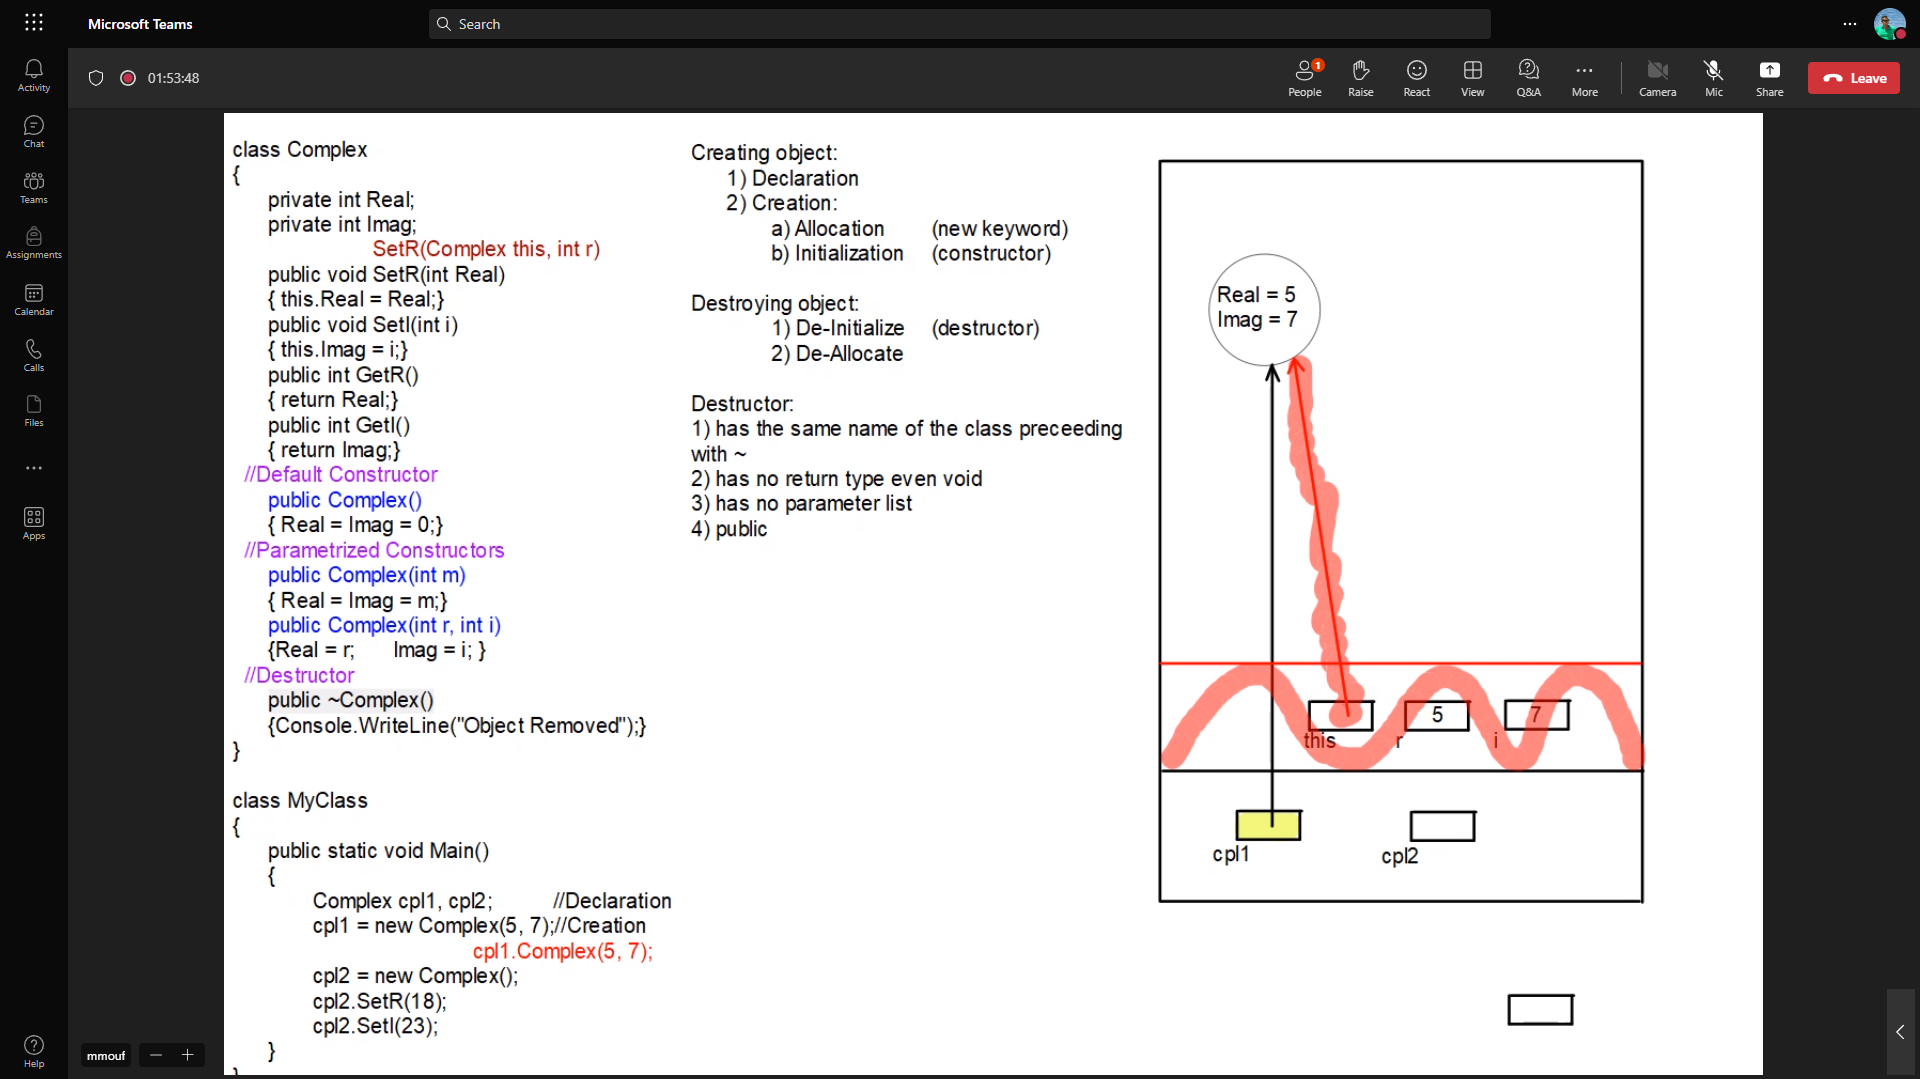 Microsoft Teams
Search
Activity
Chat
Teams
Assignments
Calendar
Calls
Files
Apps
Help
01:53:48
1
People
Raise
React
View
Q&A
More
Camera
Mic
Share
Leave
class Complex
{
private int Real;
private int Imag;
SetR(Complex this, int r)
public void SetR(int Real)
{ this.Real = Real;}
public void SetI(int i)
{ this.Imag = i;}
public int GetR()
{ return Real;}
public int GetI()
{ return Imag;}
//Default Constructor
public Complex()
{ Real = Imag = 0;}
//Parametrized Constructors
public Complex(int m)
{ Real = Imag = m;}
public Complex(int r, int i)
{Real = r; Imag = i; }
//Destructor
public ~Complex()
{Console.WriteLine("Object Removed");}
}
class MyClass
{
public static void Main()
{
Complex cpl1, cpl2; //Declaration
cpl1 = new Complex(5, 7);//Creation
cpl1.Complex(5, 7);
cpl2 = new Complex();
cpl2.SetR(18);
cpl2.SetI(23);
}
Creating object:
1) Declaration
2) Creation:
a) Allocation (new keyword)
b) Initialization (constructor)
Destroying object:
1) De-Initialize (destructor)
2) De-Allocate
Destructor:
1) has the same name of the class preceeding
with ~
2) has no return type even void
3) has no parameter list
4) public
Real = 5
Imag = 7
5
7
this
r
i
cpl1
cpl2
mmouf